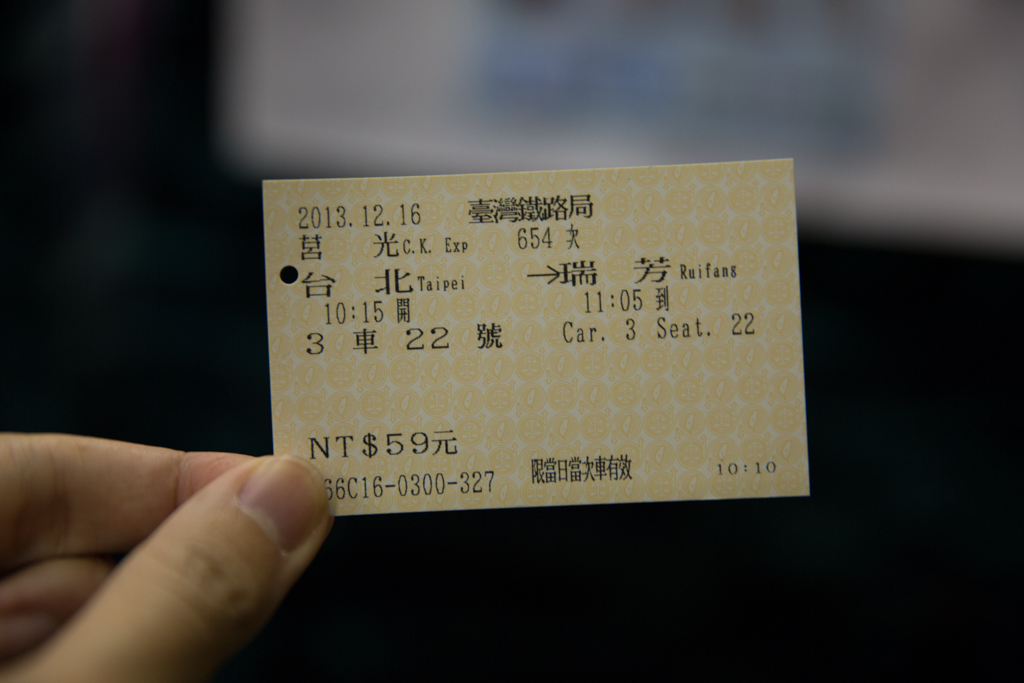 2013.12.16 臺灣鐵路局
莒 光 C.K. Exp 654 次
台 北 Taipei →瑞 芳 Ruifang
10:15 開 11:05 到
3 車 22 號 Car. 3 Seat. 22
NT$59元
66C16-0300-327 限當日當次車有效 10:10